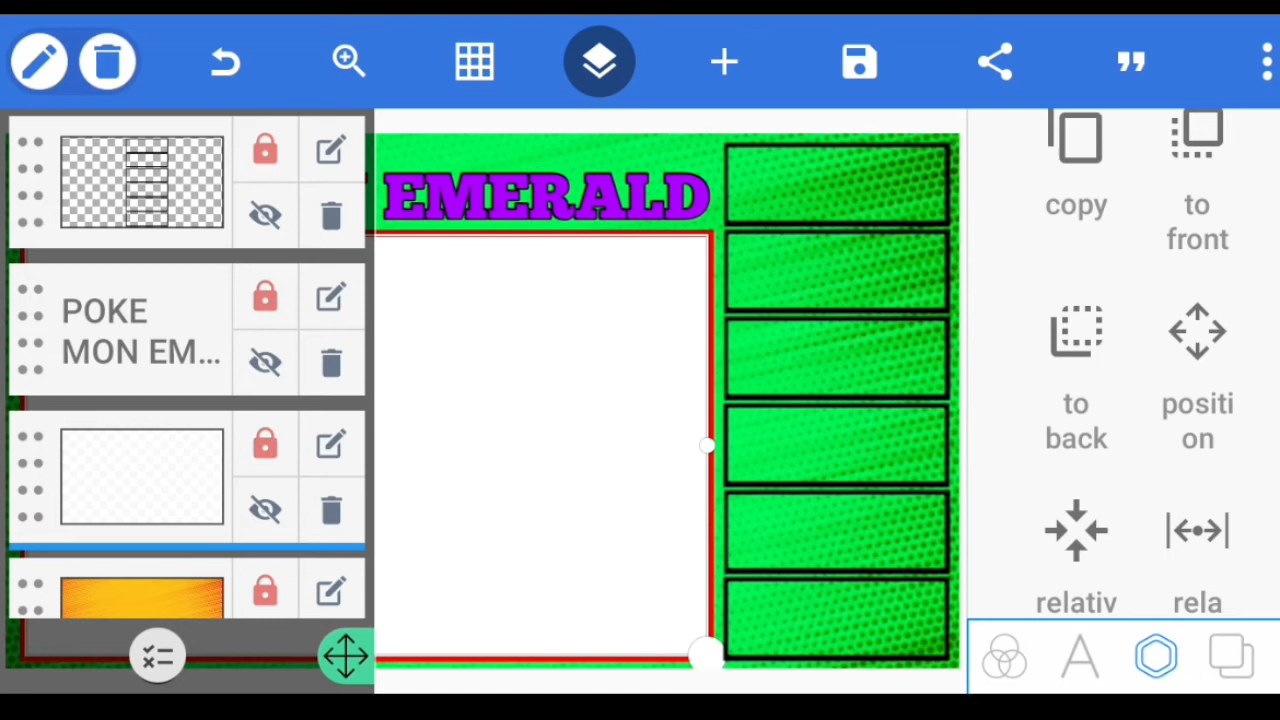 EMERALD
POKE
MON EM...
copy
to
front
to
back
positi
on
relativ
rela